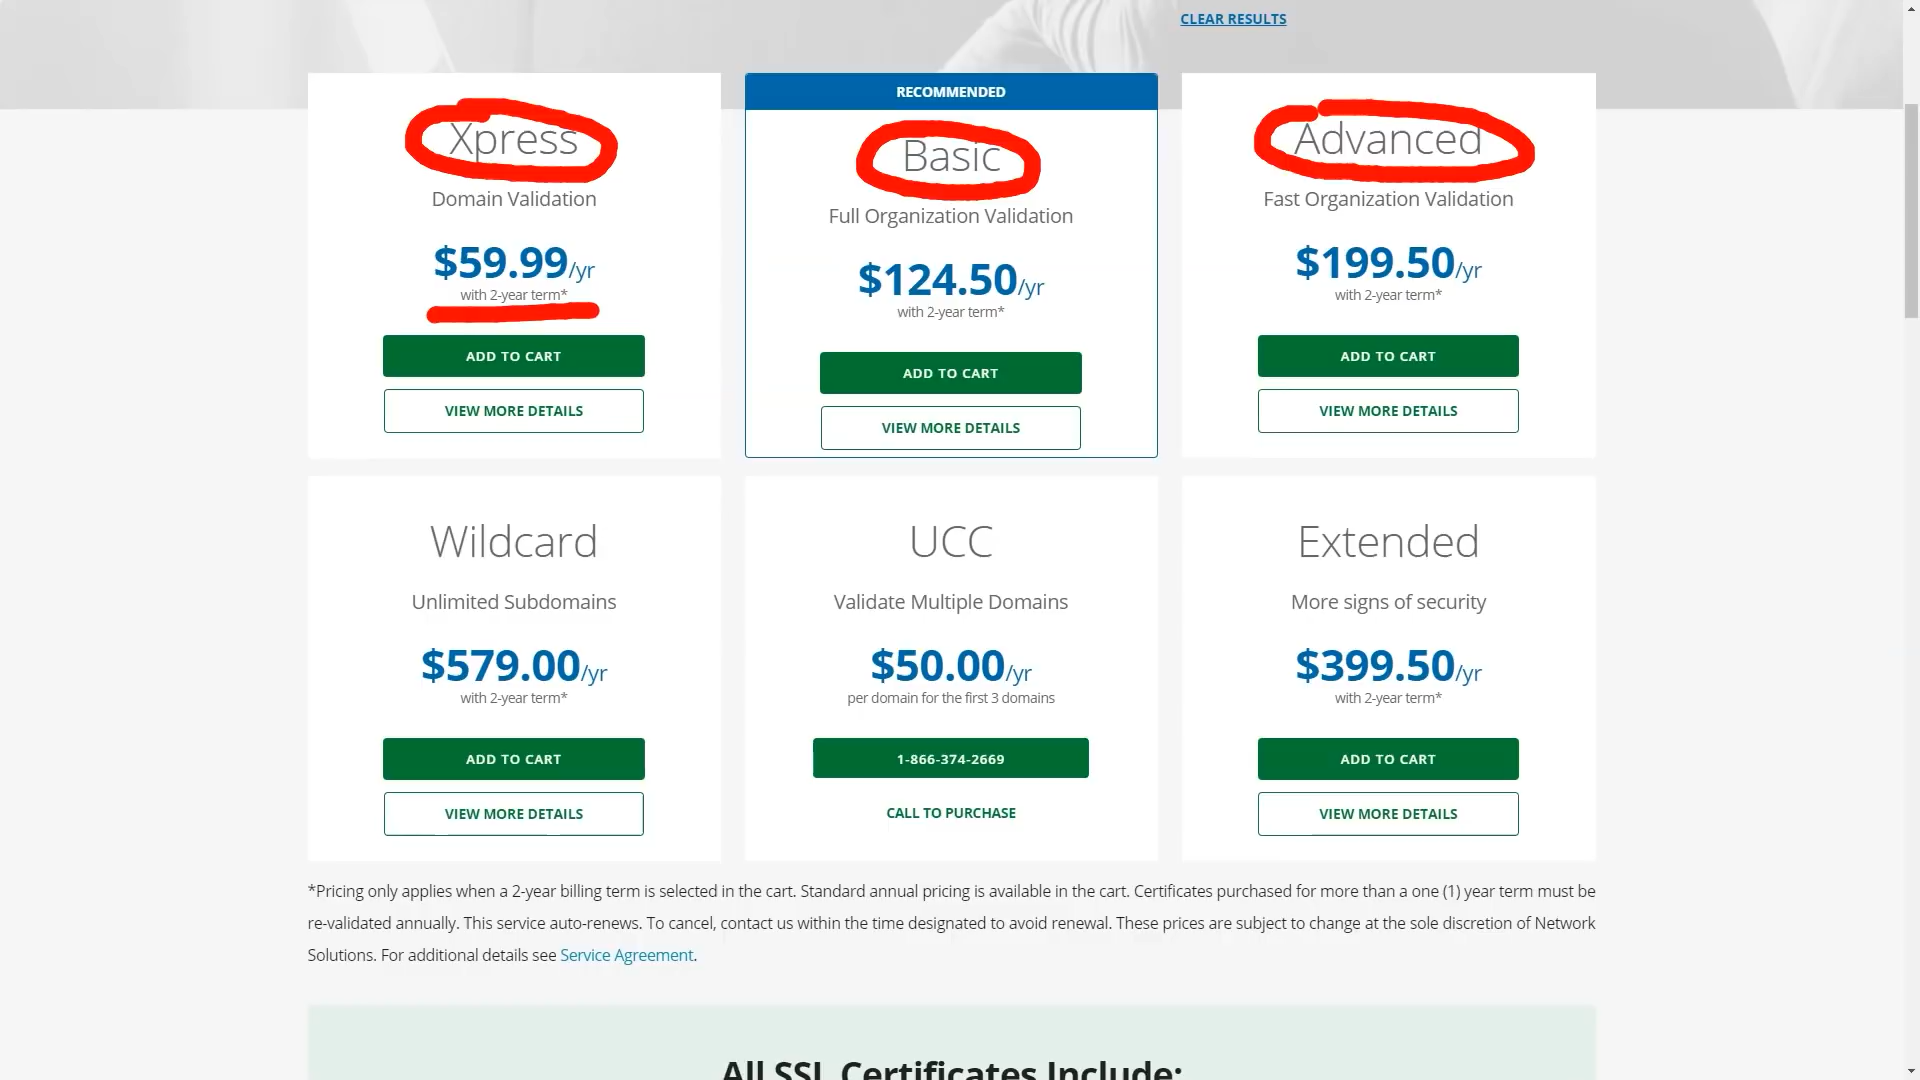 CLEAR RESULTS
Xpress
Domain Validation
$59.99/yr
with 2-year term*
ADD TO CART
VIEW MORE DETAILS
RECOMMENDED
Basic
Full Organization Validation
$124.50/yr
with 2-year term*
ADD TO CART
VIEW MORE DETAILS
Advanced
Fast Organization Validation
$199.50/yr
with 2-year term*
ADD TO CART
VIEW MORE DETAILS
Wildcard
Unlimited Subdomains
$579.00/yr
with 2-year term*
ADD TO CART
VIEW MORE DETAILS
UCC
Validate Multiple Domains
$50.00/yr
per domain for the first 3 domains
1-866-374-2669
CALL TO PURCHASE
Extended
More signs of security
$399.50/yr
with 2-year term*
ADD TO CART
VIEW MORE DETAILS
*Pricing only applies when a 2-year billing term is selected in the cart. Standard annual pricing is available in the cart. Certificates purchased for more than a one (1) year term must be
re-validated annually. This service auto-renews. To cancel, contact us within the time designated to avoid renewal. These prices are subject to change at the sole discretion of Network
Solutions. For additional details see Service Agreement.
All SSL Certificates Include: